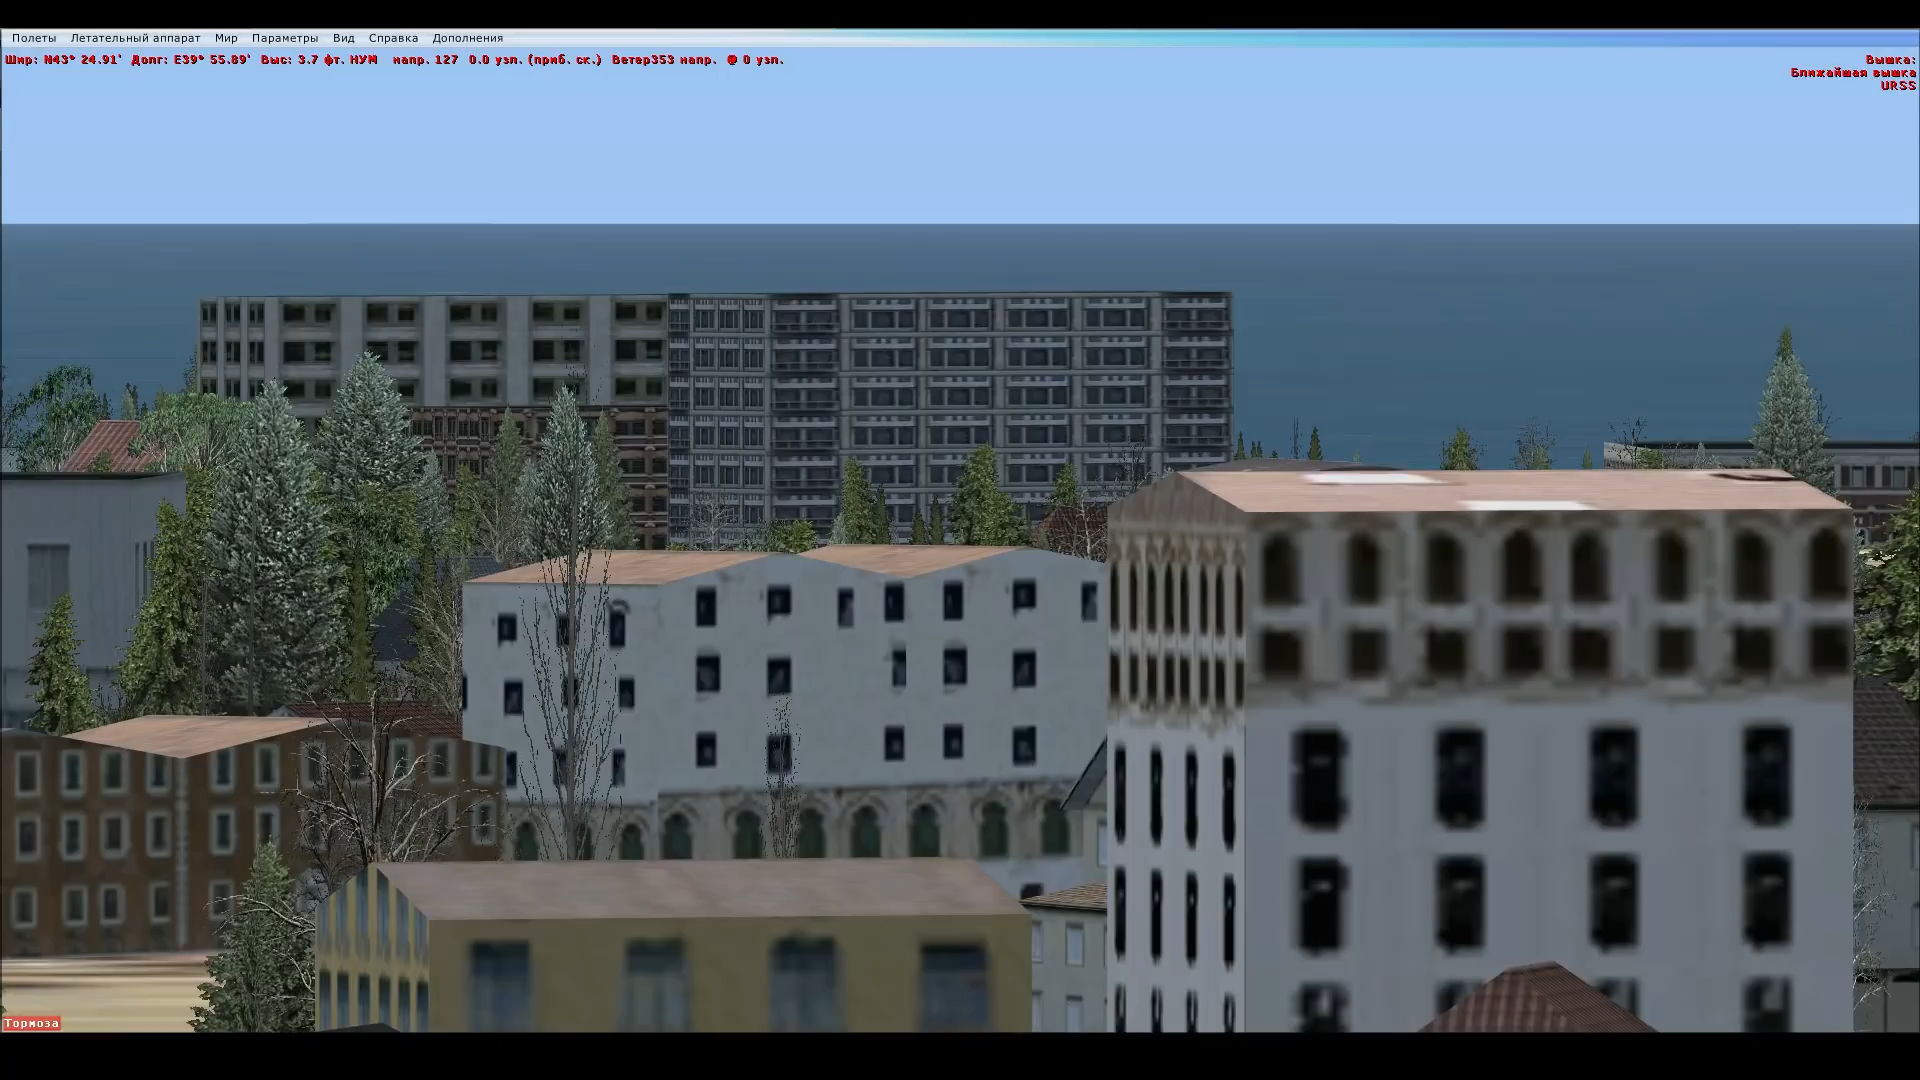 Полеты Летательный аппарат Мир Параметры Вид Справка Дополнения
Шир: N43° 24.91' Долг: E39° 55.89' Выс: 3.7 фт. НУМ напр. 127 0.0 узл. (приб. ск.) Ветер353 напр. @ 0 узл.
Вышка:
Ближайшая вышка
URSS
Тормоза